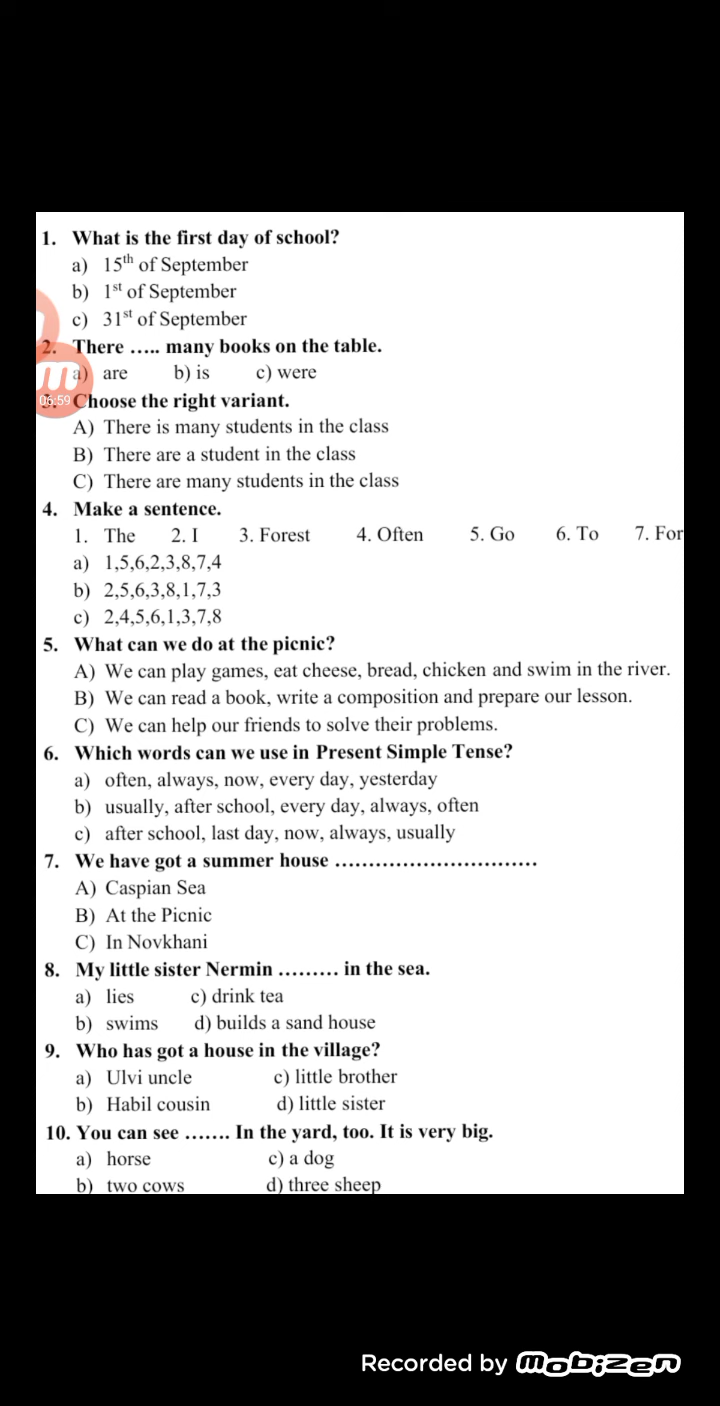 1. What is the first day of school?
a) 15th of September
b) 1st of September
c) 31st of September
2. There ….. many books on the table.
a) are b) is c) were
06:59 Choose the right variant.
A) There is many students in the class
B) There are a student in the class
C) There are many students in the class
4. Make a sentence.
1. The 2. I 3. Forest 4. Often 5. Go 6. To 7. For
a) 1,5,6,2,3,8,7,4
b) 2,5,6,3,8,1,7,3
c) 2,4,5,6,1,3,7,8
5. What can we do at the picnic?
A) We can play games, eat cheese, bread, chicken and swim in the river.
B) We can read a book, write a composition and prepare our lesson.
C) We can help our friends to solve their problems.
6. Which words can we use in Present Simple Tense?
a) often, always, now, every day, yesterday
b) usually, after school, every day, always, often
c) after school, last day, now, always, usually
7. We have got a summer house …………………………
A) Caspian Sea
B) At the Picnic
C) In Novkhani
8. My little sister Nermin ……… in the sea.
a) lies c) drink tea
b) swims d) builds a sand house
9. Who has got a house in the village?
a) Ulvi uncle c) little brother
b) Habil cousin d) little sister
10. You can see ……. In the yard, too. It is very big.
a) horse c) a dog
b) two cows d) three sheep
Recorded by Mobizen